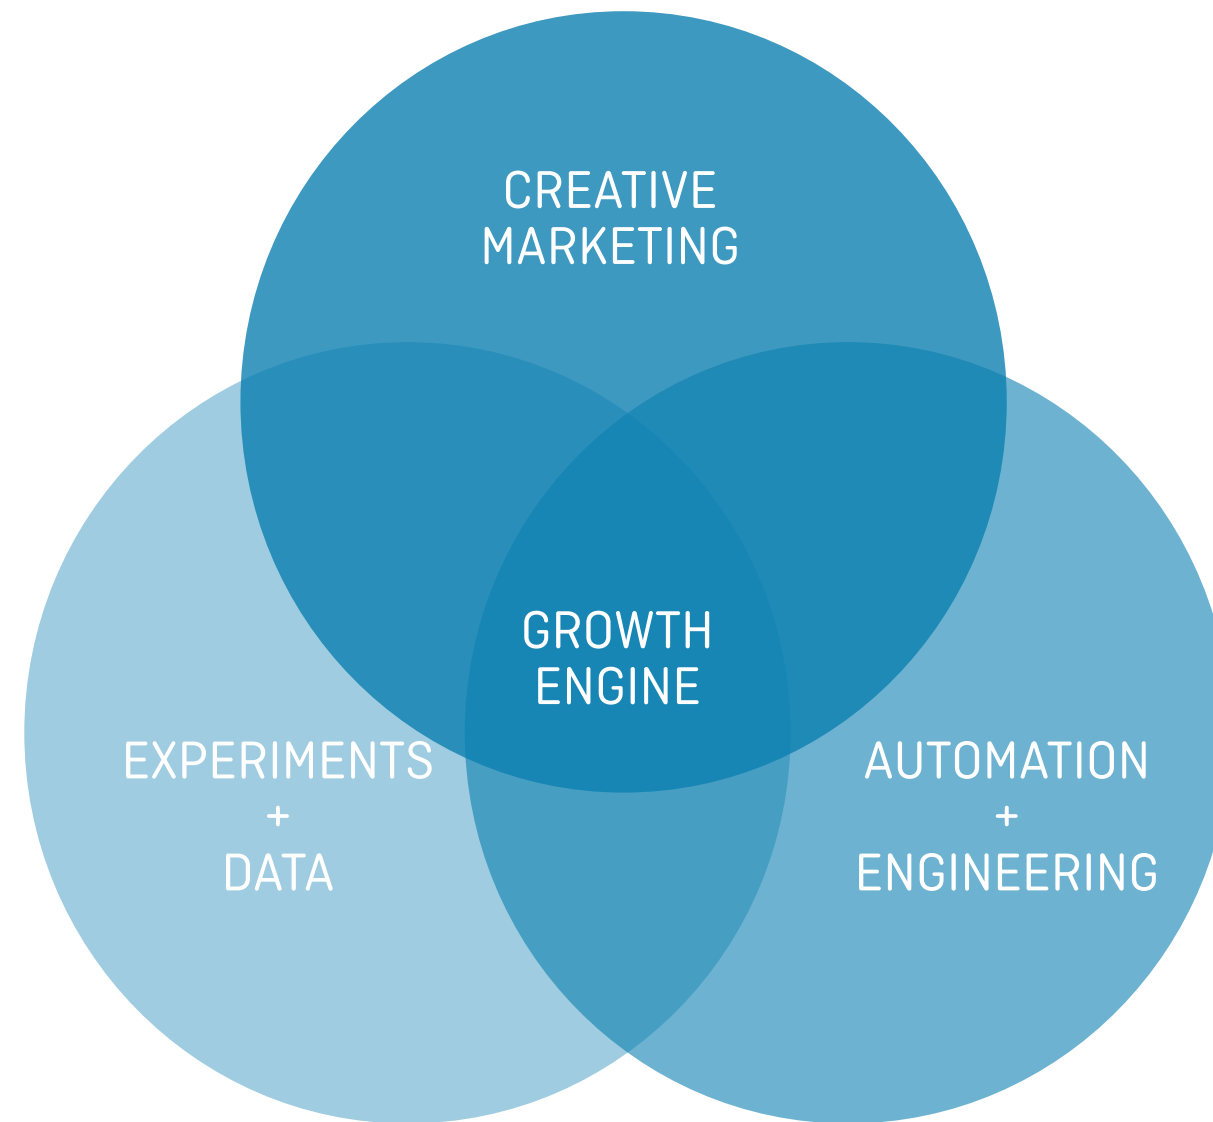 CREATIVE
MARKETING
GROWTH
ENGINE
EXPERIMENTS
+
DATA
AUTOMATION
+
ENGINEERING